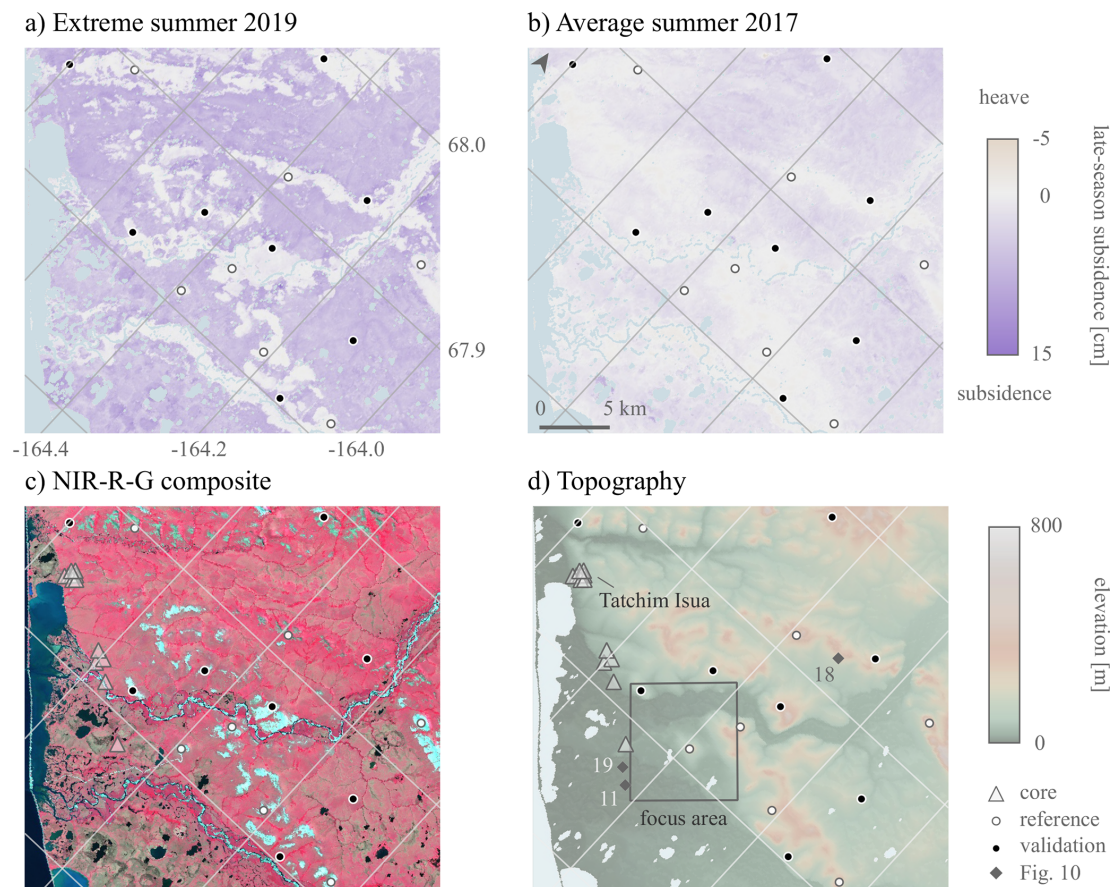 a) Extreme summer 2019
b) Average summer 2017
heave
-5
0
15
late-season subsidence [cm]
subsidence
68.0
67.9
0 5 km
-164.4 -164.2 -164.0
c) NIR-R-G composite
d) Topography
Tatchim Isua
18
19
11
focus area
800
0
elevation [m]
core
reference
validation
Fig. 10